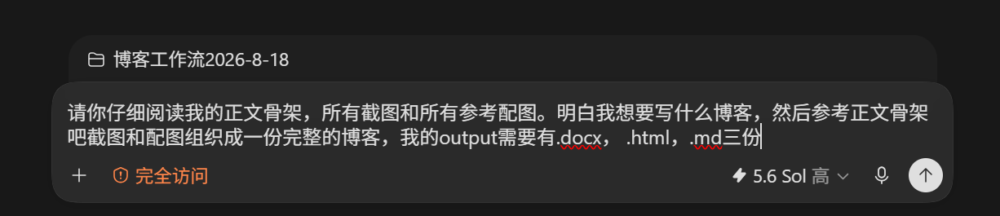 博客工作流2026-8-18
请你仔细阅读我的正文骨架，所有截图和所有参考配图。明白我想要写什么博客，然后参考正文骨架
吧截图和配图组织成一份完整的博客，我的output需要有.docx， .html，.md三份
完全访问
5.6 Sol 高